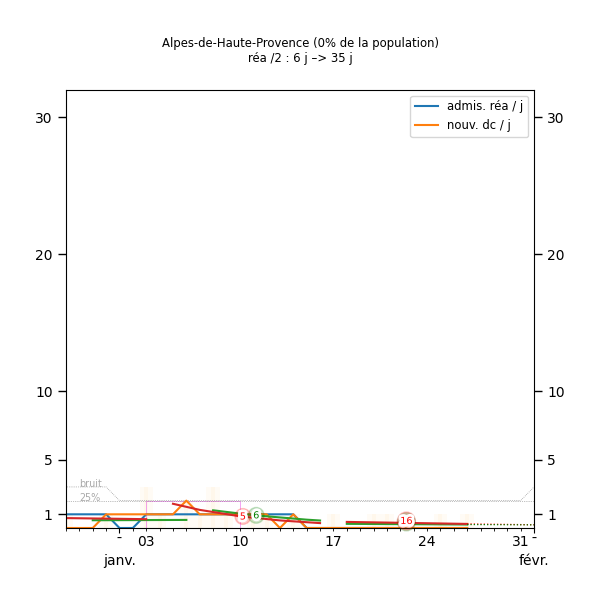 Alpes-de-Haute-Provence (0% de la population)
réa /2 : 6 j –> 35 j
admis. réa / j
nouv. dc / j
30 30
20 20
10 10
5 5
bruit
25%
1 5 6 16 1
- 03 10 17 24 31 -
janv. févr.